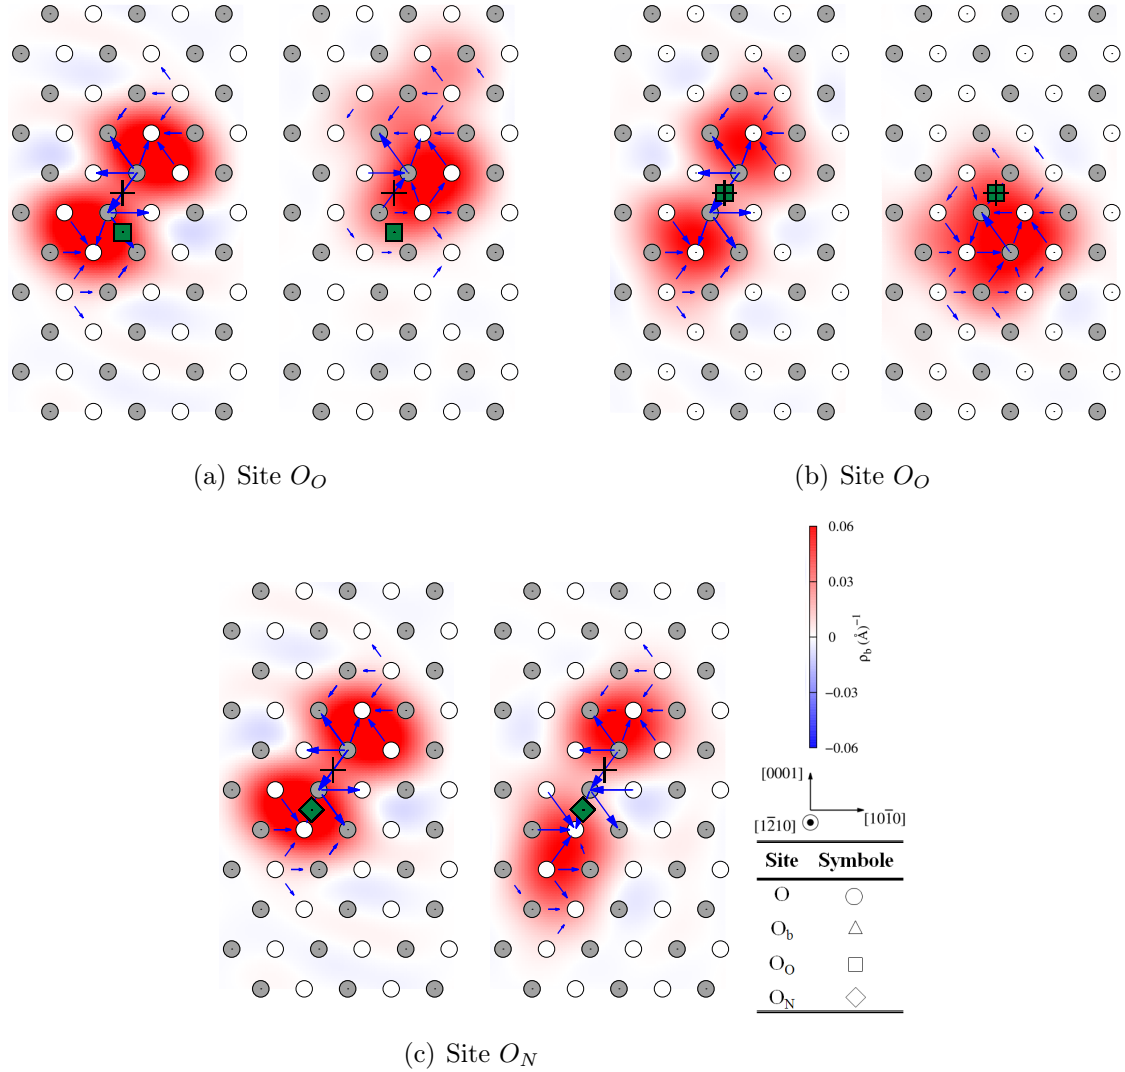 (a) Site O_O
(b) Site O_O
0.06
0.03
0
−0.03
−0.06
ρ_b (Å)⁻¹
[0001]
[12̄10]
[101̄0]
Site Symbole
O
O_b
O_O
O_N
(c) Site O_N